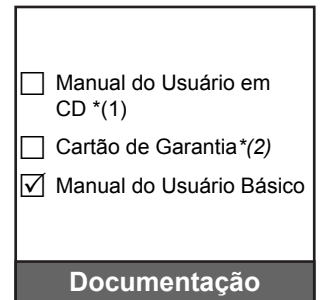 Manual do Usuário em
CD *(1)
Cartão de Garantia*(2)
Manual do Usuário Básico
Documentação